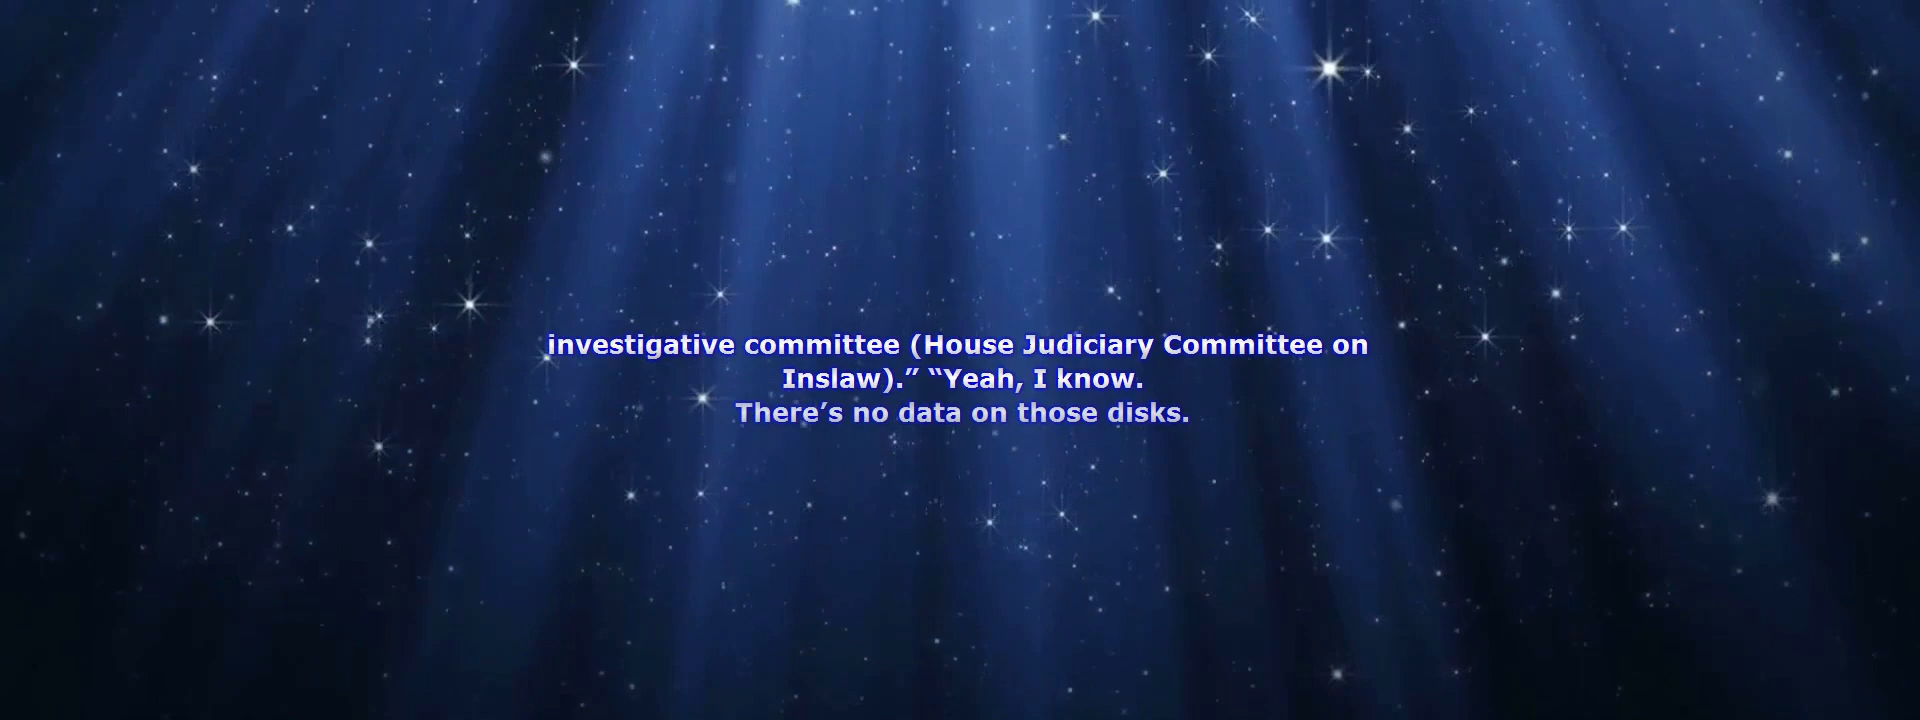 investigative committee (House Judiciary Committee on
Inslaw).” “Yeah, I know.
There’s no data on those disks.